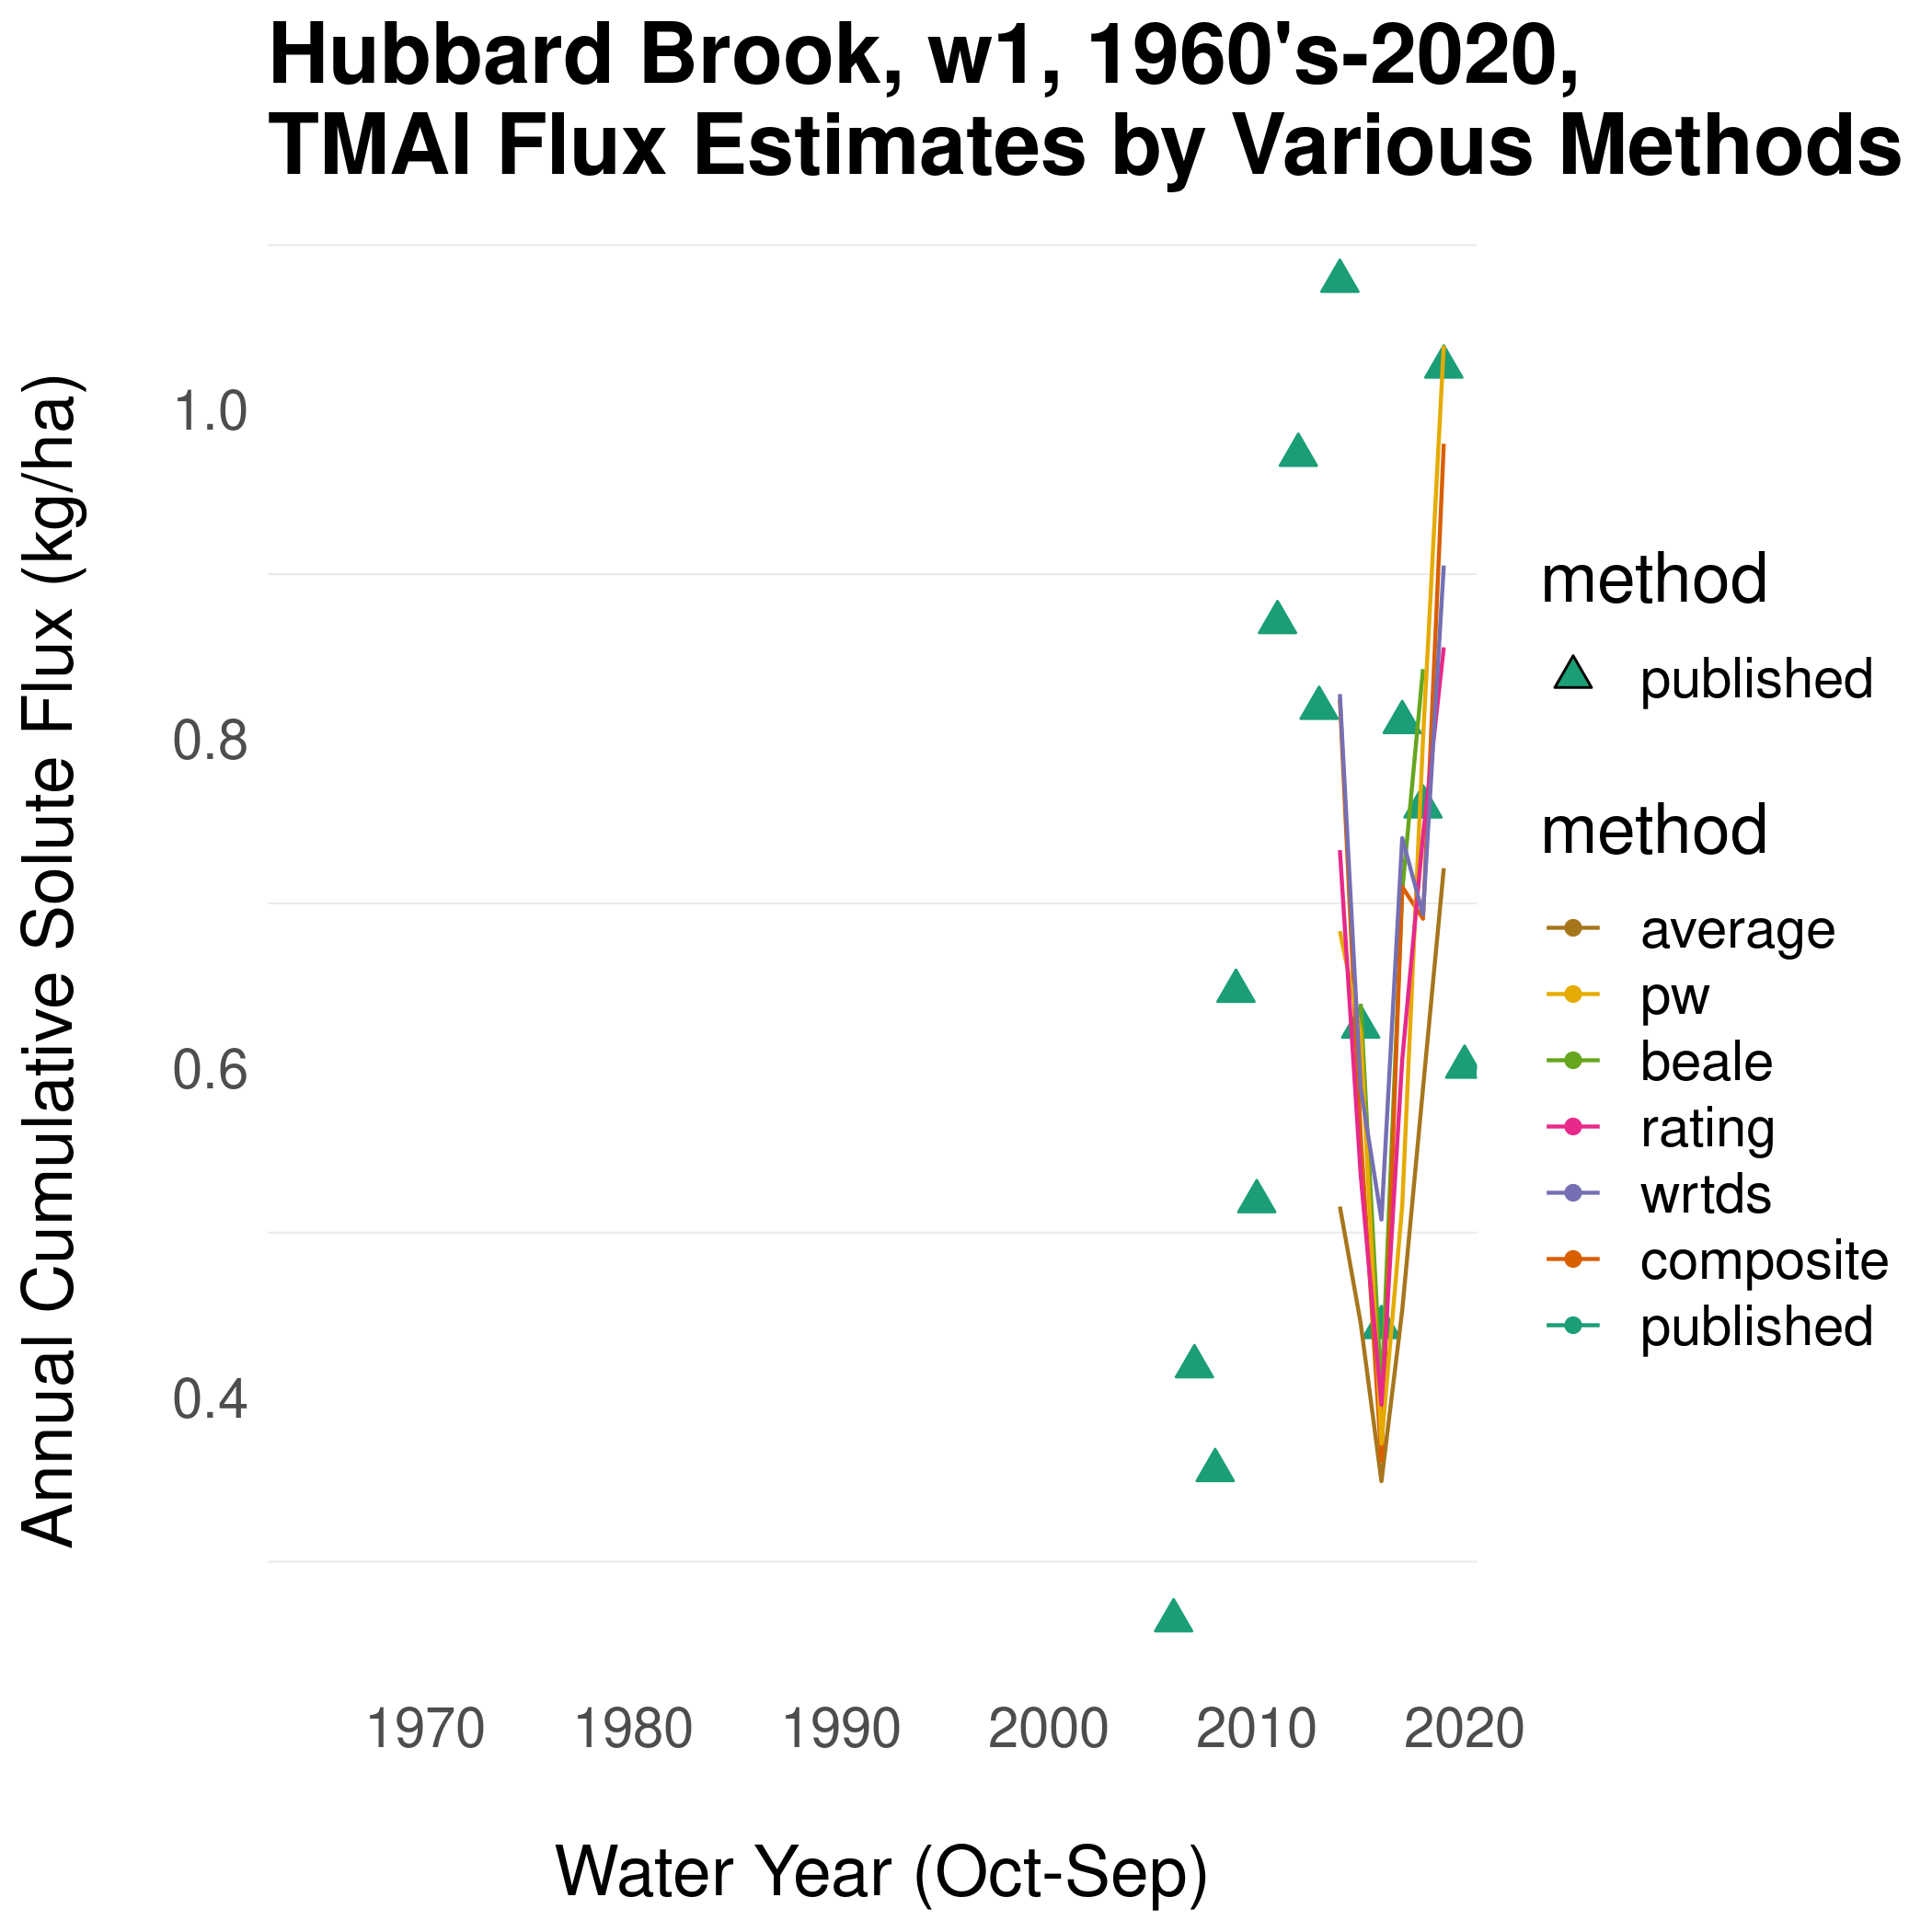 Hubbard Brook, w1, 1960's-2020,
TMAl Flux Estimates by Various Methods
Annual Cumulative Solute Flux (kg/ha)
1.0
0.8
0.6
0.4
1970 1980 1990 2000 2010 2020
Water Year (Oct-Sep)
method
published
method
average
pw
beale
rating
wrtds
composite
published